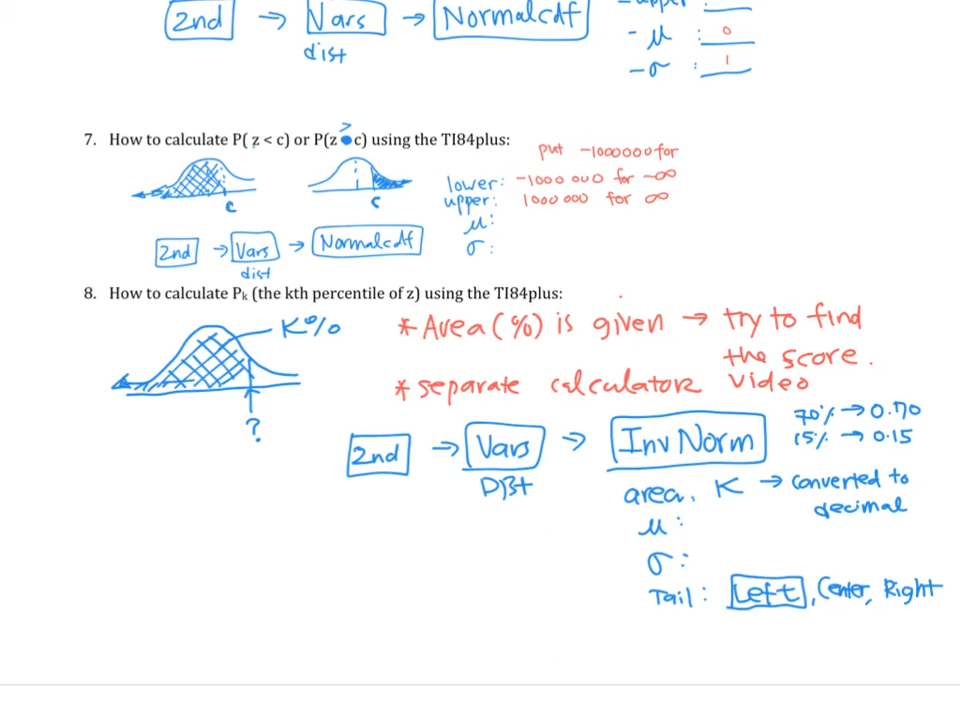 2nd → Vars → Normalcdf
dist
- upper :
- μ : 0
- σ : 1
7. How to calculate P( z < c) or P(z > c) using the TI84plus:
put -1000000 for
lower: -1000 000 for -∞
upper: 1000 000 for ∞
μ:
σ:
c
c
2nd → Vars → Normalcdf
dist
8. How to calculate Pk (the kth percentile of z) using the TI84plus:
K%
* Area (%) is given → try to find
the score.
* separate calculator video
?
70% → 0.70
15% → 0.15
2nd → Vars → InvNorm
Dist
area. K → converted to
decimal
μ:
σ:
Tail: Left, Center, Right